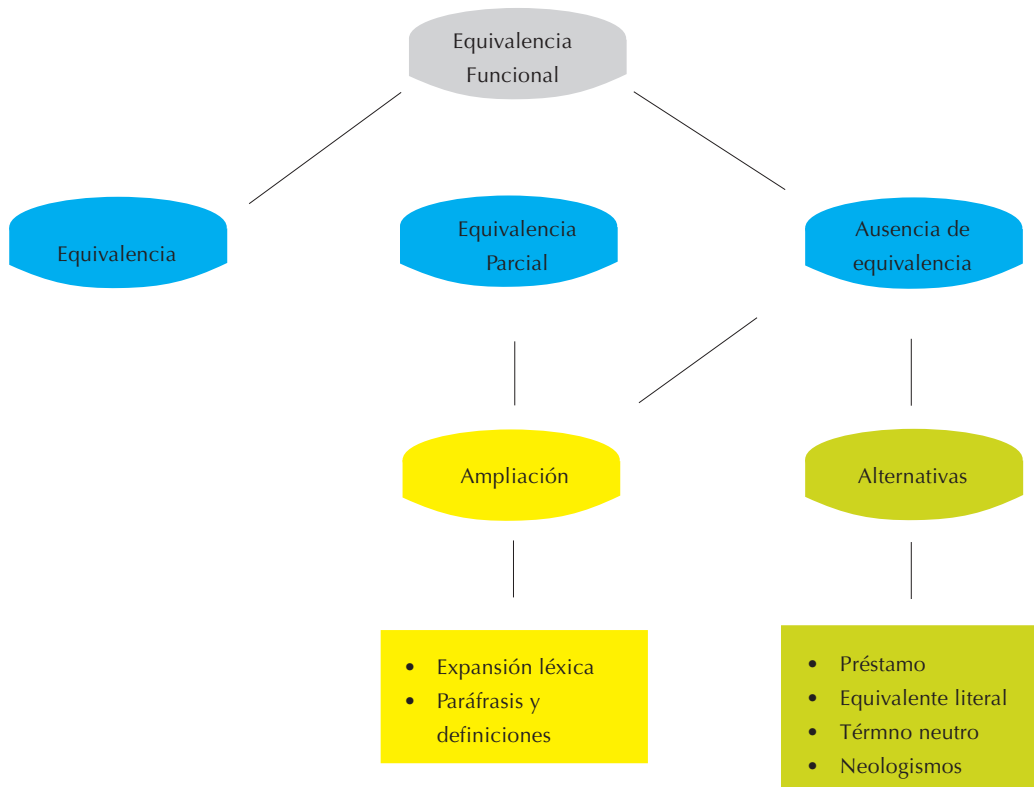 Equivalencia
Funcional
Equivalencia
Equivalencia
Parcial
Ausencia de
equivalencia
Ampliación
Alternativas
• Expansión léxica
• Paráfrasis y
definiciones
• Préstamo
• Equivalente literal
• Térmno neutro
• Neologismos